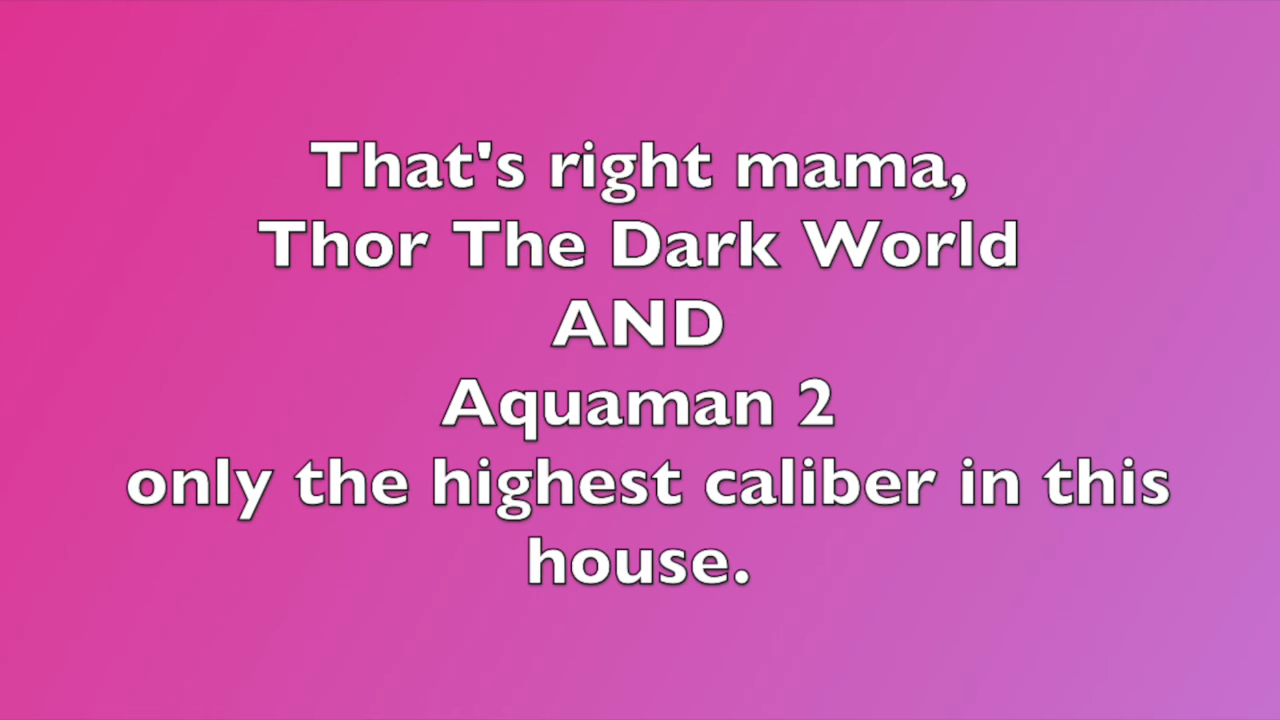 That's right mama,
Thor The Dark World
AND
Aquaman 2
only the highest caliber in this
house.